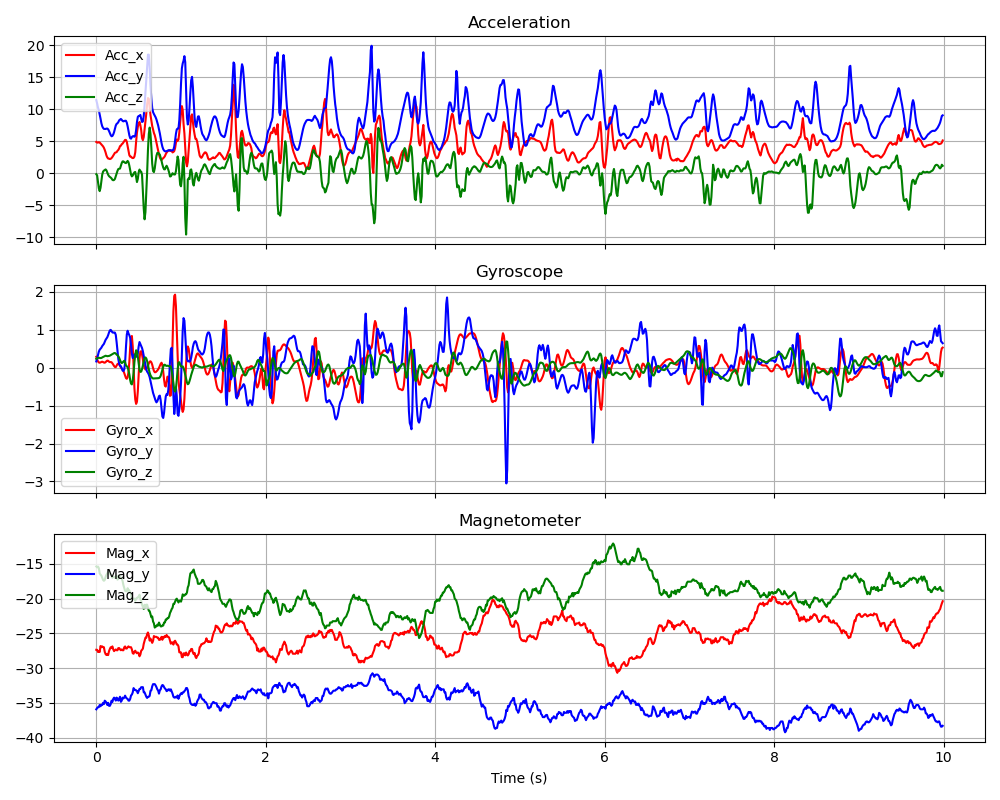 Acceleration
Acc_x
Acc_y
Acc_z
20
15
10
5
0
−5
−10
Gyroscope
2
1
0
−1
−2
−3
Gyro_x
Gyro_y
Gyro_z
Magnetometer
Mag_x
Mag_y
Mag_z
−15
−20
−25
−30
−35
−40
0 2 4 6 8 10
Time (s)